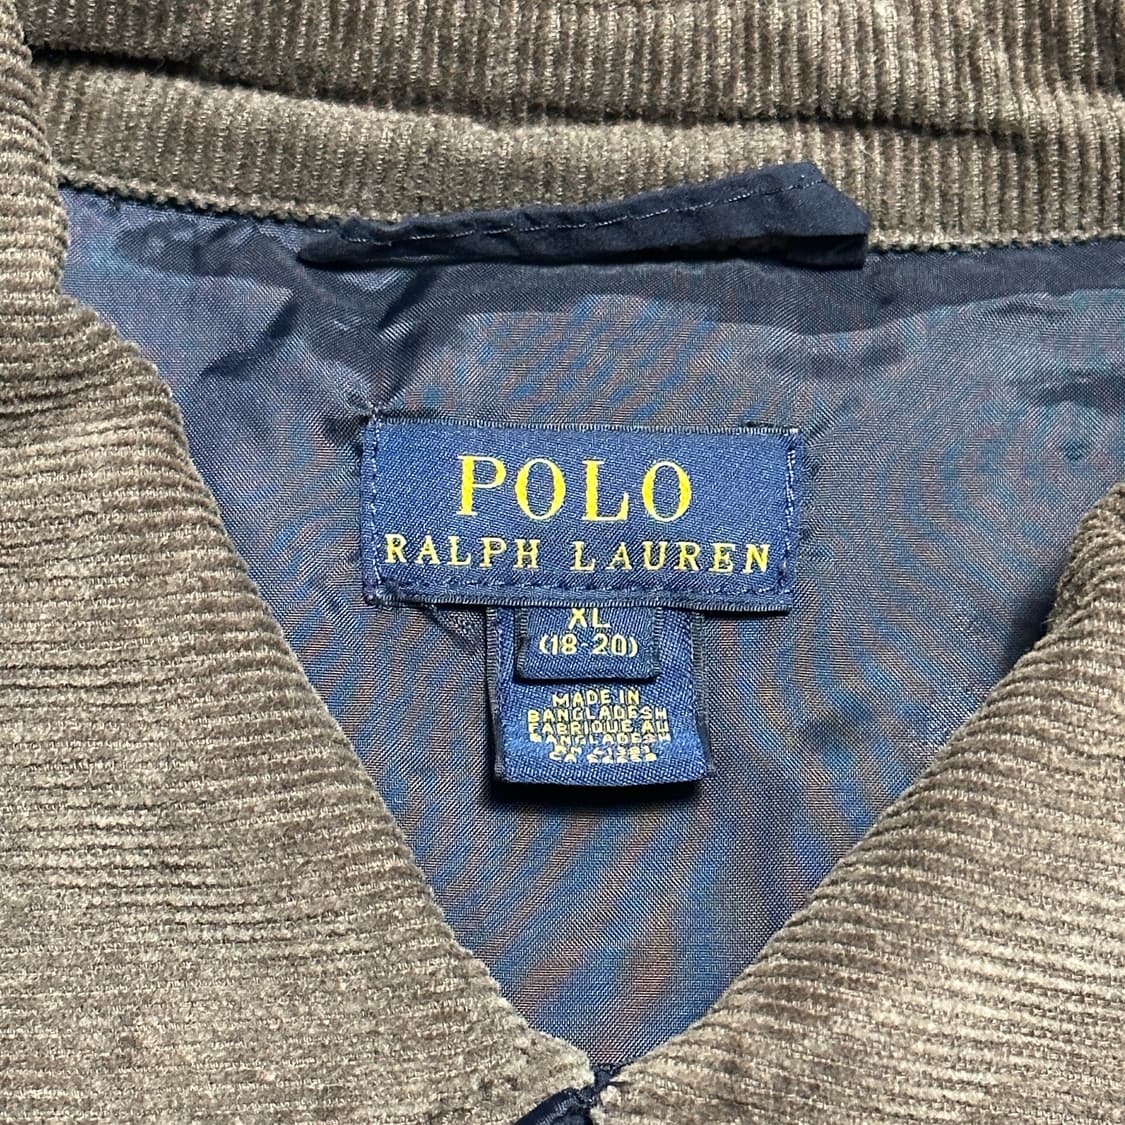 POLO
RALPH LAUREN
XL
(18-20)
MADE IN
BANGLADESH
FABRIQUE AU
BANGLADESH